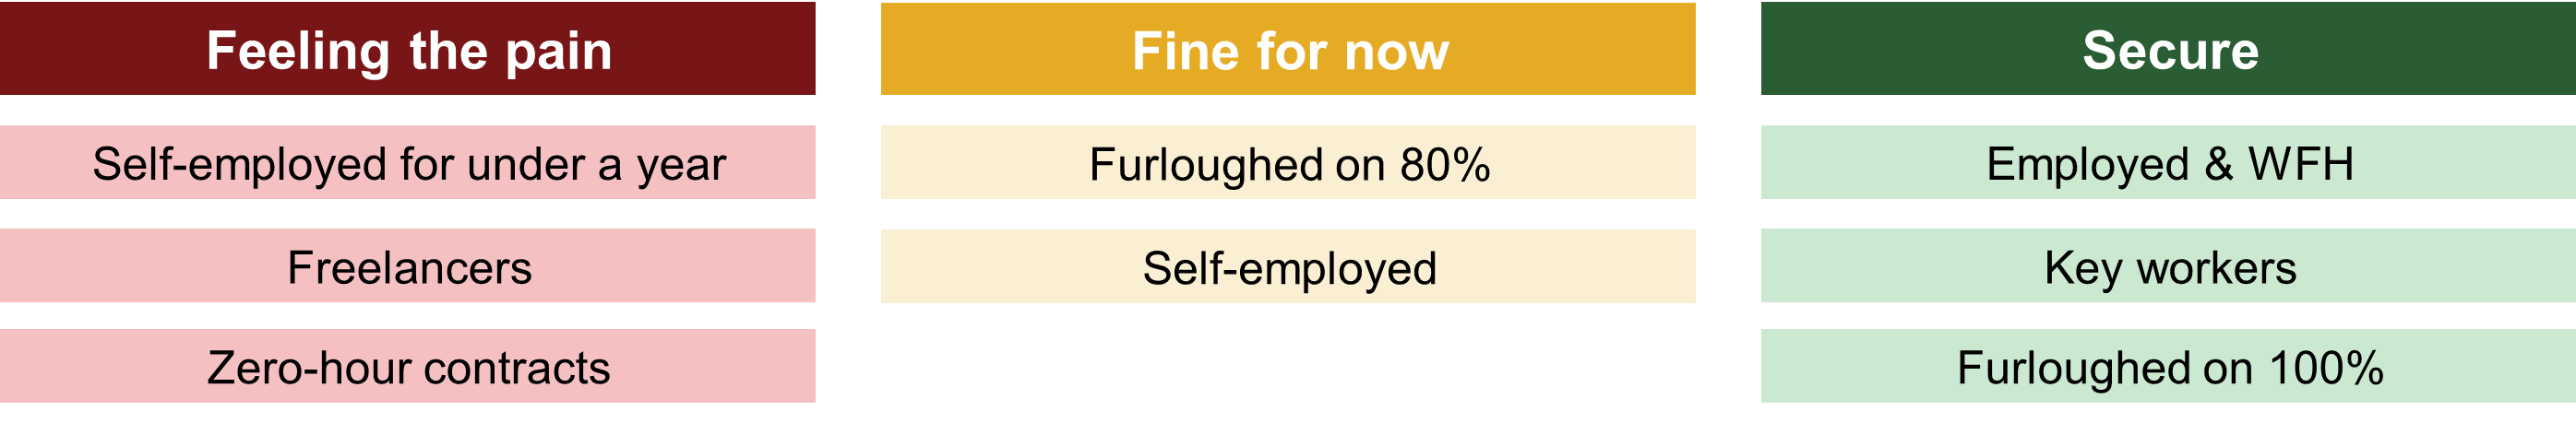 Feeling the pain
Self-employed for under a year
Freelancers
Zero-hour contracts
Fine for now
Furloughed on 80%
Self-employed
Secure
Employed & WFH
Key workers
Furloughed on 100%